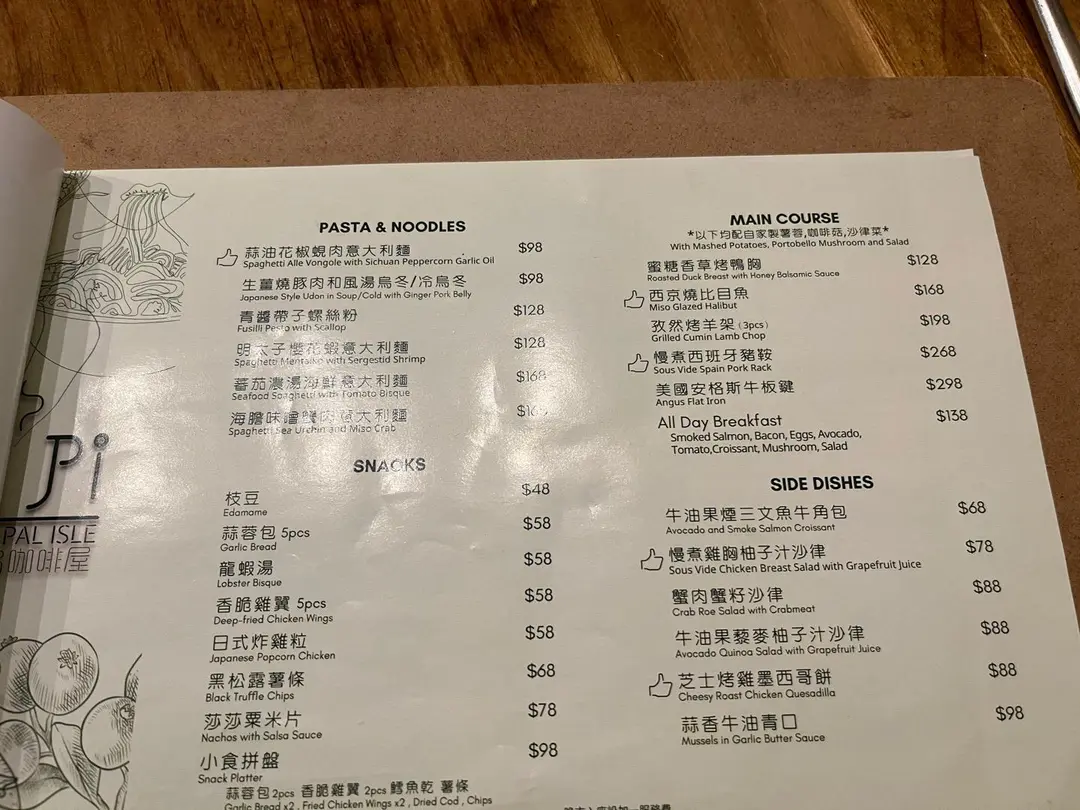 PASTA & NOODLES
蒜油花椒蜆肉意大利麵 $98
Spaghetti Alle Vongole with Sichuan Peppercorn Garlic Oil
生薑燒豚肉和風湯烏冬/冷烏冬 $98
Japanese Style Udon in Soup/Cold with Ginger Pork Belly
青醬帶子螺絲粉 $128
Fusilli Pesto with Scallop
明太子櫻花蝦意大利麵 $128
Spaghetti Mentaiko with Sergestid Shrimp
蕃茄濃湯海鮮意大利麵 $168
Seafood Spaghetti with Tomato Bisque
海膽味噌蟹肉意大利麵
Spaghetti Sea Urchin and Miso Crab
SNACKS
枝豆 $48
Edamame
蒜蓉包 5pcs $58
Garlic Bread
龍蝦湯 $58
Lobster Bisque
香脆雞翼 5pcs $58
Deep-fried Chicken Wings
日式炸雞粒 $58
Japanese Popcorn Chicken
黑松露薯條 $68
Black Truffle Chips
莎莎粟米片 $78
Nachos with Salsa Sauce
小食拼盤 $98
Snack Platter
蒜蓉包 2pcs 香脆雞翼 2pcs 鱈魚乾 薯條
Garlic Bread x2 , Fried Chicken Wings x2 , Dried Cod , Chips
MAIN COURSE
*以下均配自家製薯蓉,咖啡菇,沙律菜*
With Mashed Potatoes, Portobello Mushroom and Salad
蜜糖香草烤鴨胸 $128
Roasted Duck Breast with Honey Balsamic Sauce
西京燒比目魚 $168
Miso Glazed Halibut
孜然烤羊架 (3pcs) $198
Grilled Cumin Lamb Chop
慢煮西班牙豬鞍 $268
Sous Vide Spain Pork Rack
美國安格斯牛板鍵 $298
Angus Flat Iron
All Day Breakfast $138
Smoked Salmon, Bacon, Eggs, Avocado,
Tomato,Croissant, Mushroom, Salad
SIDE DISHES
牛油果煙三文魚牛角包 $68
Avocado and Smoke Salmon Croissant
慢煮雞胸柚子汁沙律 $78
Sous Vide Chicken Breast Salad with Grapefruit Juice
蟹肉蟹籽沙律 $88
Crab Roe Salad with Crabmeat
牛油果藜麥柚子汁沙律 $88
Avocado Quinoa Salad with Grapefruit Juice
芝士烤雞墨西哥餅 $88
Cheesy Roast Chicken Quesadilla
蒜香牛油青口 $98
Mussels in Garlic Butter Sauce
Pi
PAL ISLE
咖啡屋